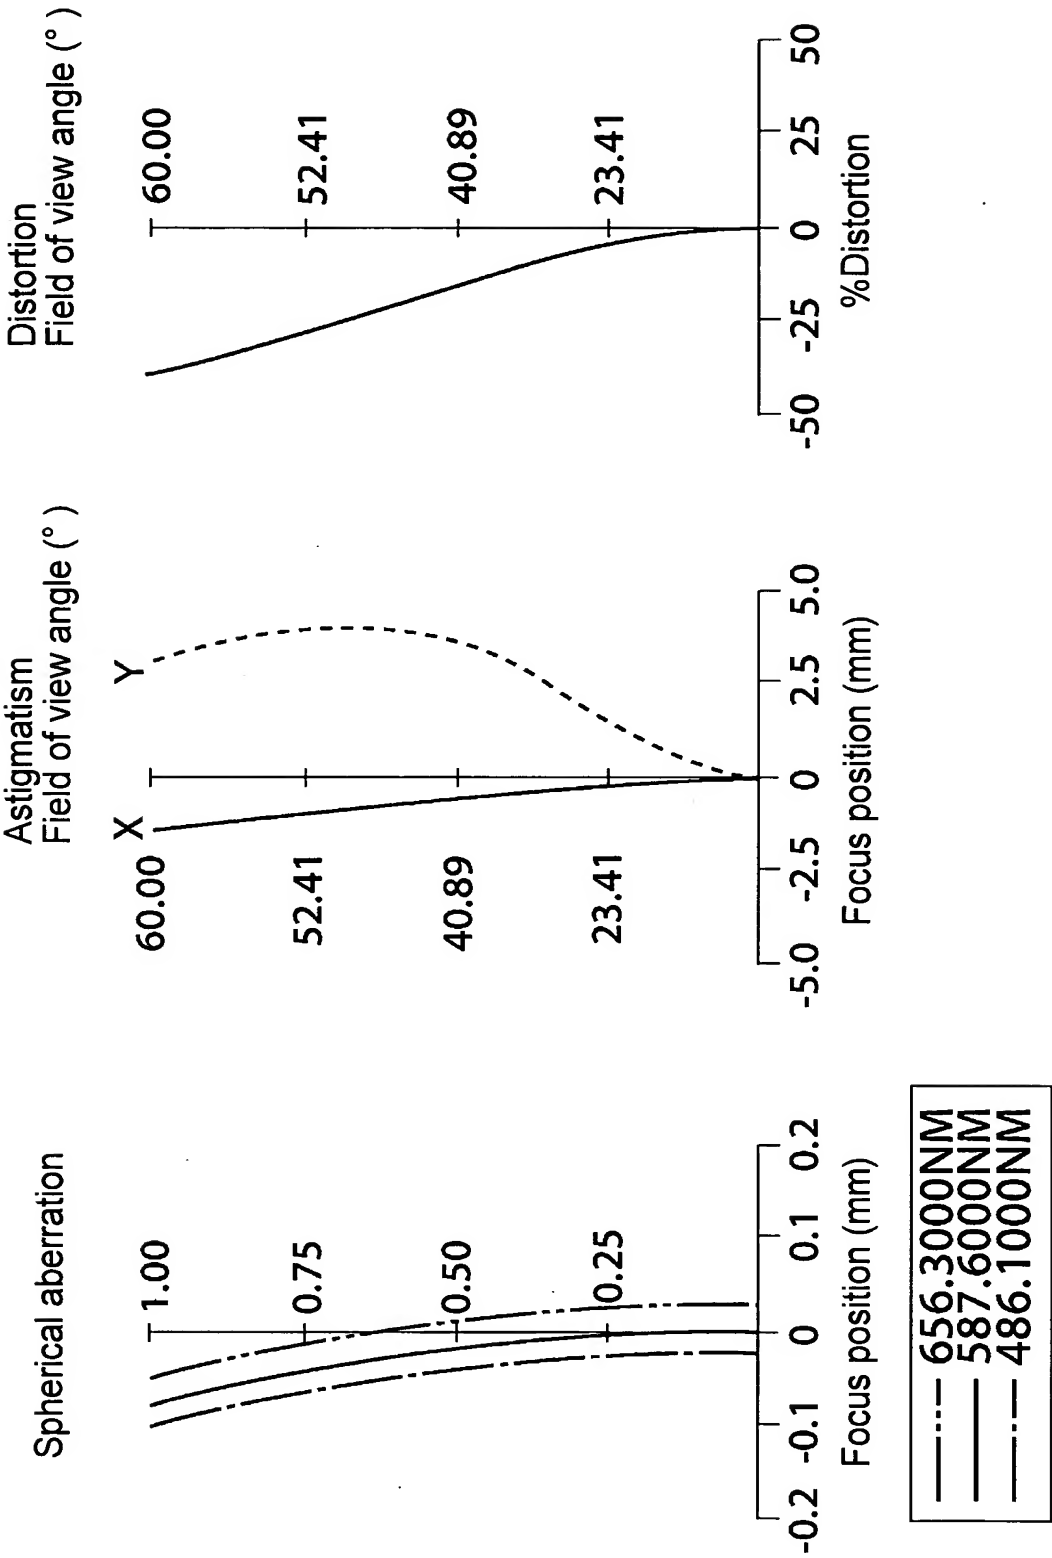 Spherical aberration
1.00
0.75
0.50
0.25
-0.2 -0.1 0 0.1 0.2
Focus position (mm)
Astigmatism
Field of view angle (° )
X Y
60.00
52.41
40.89
23.41
-5.0 -2.5 0 2.5 5.0
Focus position (mm)
Distortion
Field of view angle (° )
60.00
52.41
40.89
23.41
-50 -25 0 25 50
%Distortion
656.3000NM
587.6000NM
486.1000NM